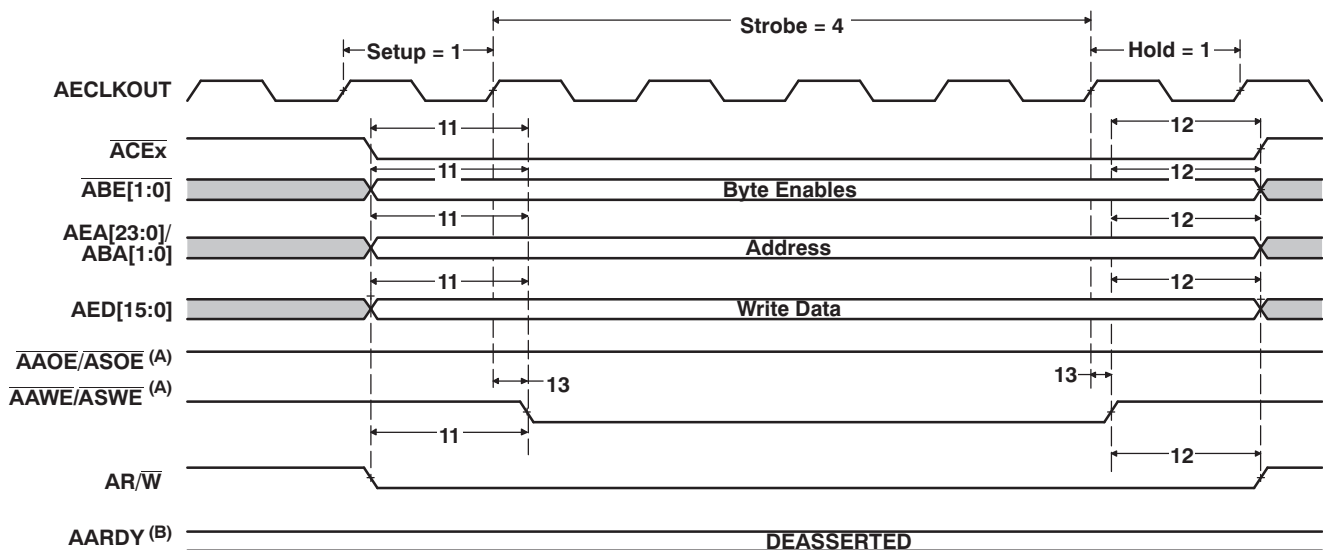 Strobe = 4
Setup = 1
Hold = 1
AECLKOUT
11
12
ACEx
11
12
ABE[1:0]
Byte Enables
11
12
AEA[23:0]/
ABA[1:0]
Address
11
12
AED[15:0]
Write Data
AAOE/ASOE (A)
13
13
AAWE/ASWE (A)
11
12
AR/W
AARDY (B)
DEASSERTED